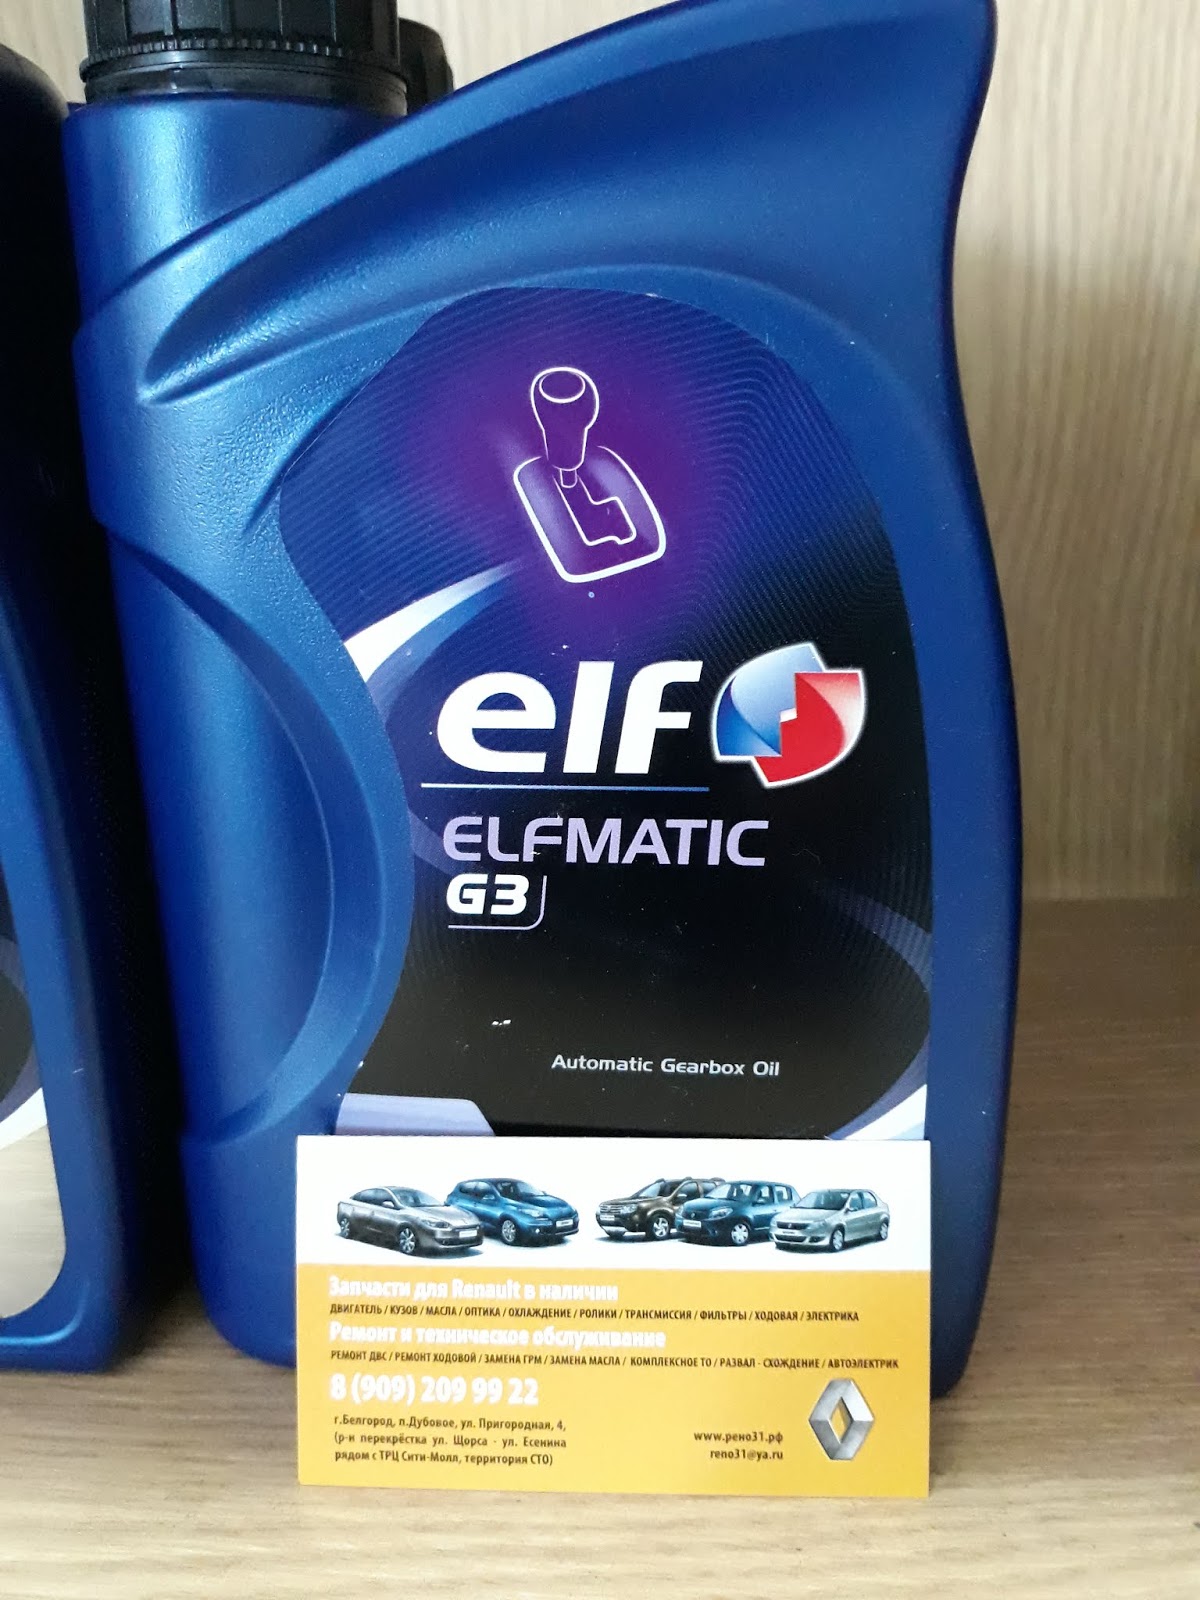 elf
ELFMATIC
G3
Automatic Gearbox Oil
Запчасти для Renault в наличии
ДВИГАТЕЛЬ / КУЗОВ / МАСЛА / ОПТИКА / ОХЛАЖДЕНИЕ / РОЛИКИ / ТРАНСМИССИЯ / ФИЛЬТРЫ / ХОДОВАЯ / ЭЛЕКТРИКА
Ремонт и техническое обслуживание
РЕМОНТ ДВС / РЕМОНТ ХОДОВОЙ / ЗАМЕНА ГРМ / ЗАМЕНА МАСЛА / КОМПЛЕКСНОЕ ТО / РАЗВАЛ - СХОЖДЕНИЕ / АВТОЭЛЕКТРИК
8 (909) 209 99 22
г.Белгород, п.Дубовое, ул. Пригородная, 4,
(р-н перекрёстка ул. Щорса - ул. Есенина
рядом с ТРЦ Сити-Молл, территория СТО)
www.рено31.рф
reno31@ya.ru